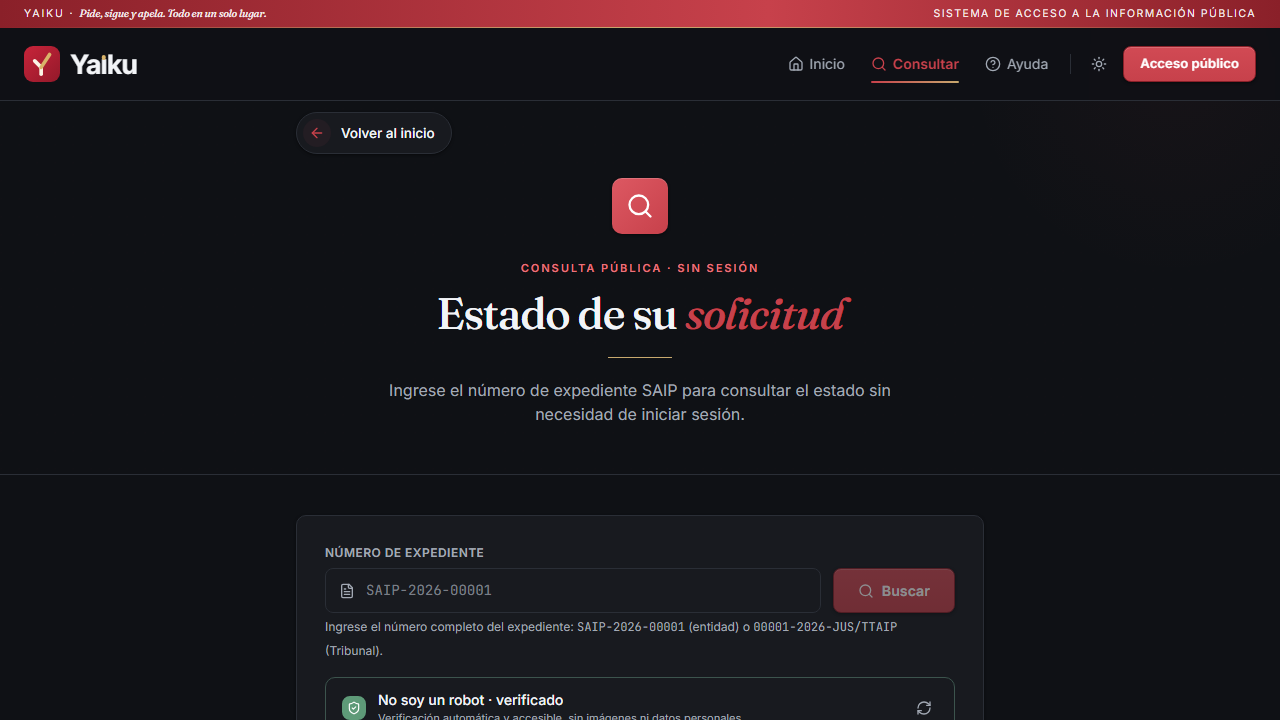 YAIKU · Pide, sigue y apela. Todo en un solo lugar.
SISTEMA DE ACCESO A LA INFORMACIÓN PÚBLICA
Yaiku
Inicio
Consultar
Ayuda
Acceso público
Volver al inicio
CONSULTA PÚBLICA · SIN SESIÓN
Estado de su solicitud
Ingrese el número de expediente SAIP para consultar el estado sin
necesidad de iniciar sesión.
NÚMERO DE EXPEDIENTE
SAIP-2026-00001
Buscar
Ingrese el número completo del expediente: SAIP-2026-00001 (entidad) o 00001-2026-JUS/TTAIP
(Tribunal).
No soy un robot · verificado
Verificación automática y accesible, sin imágenes ni datos personales